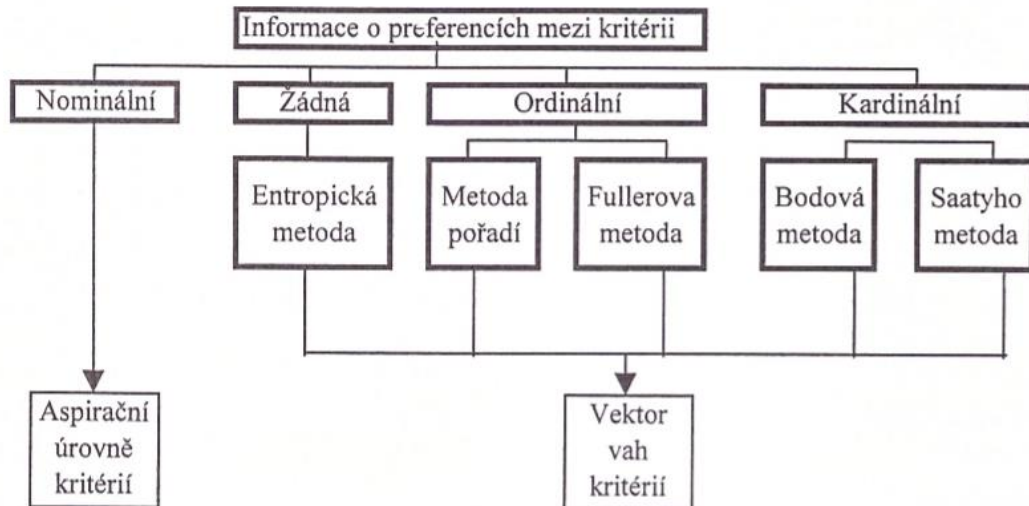 Informace o preferencích mezi kritérii
Nominální
Žádná
Ordinální
Kardinální
Entropická
metoda
Metoda
pořadí
Fullerova
metoda
Bodová
metoda
Saatyho
metoda
Aspirační
úrovně
kritérií
Vektor
vah
kritérií